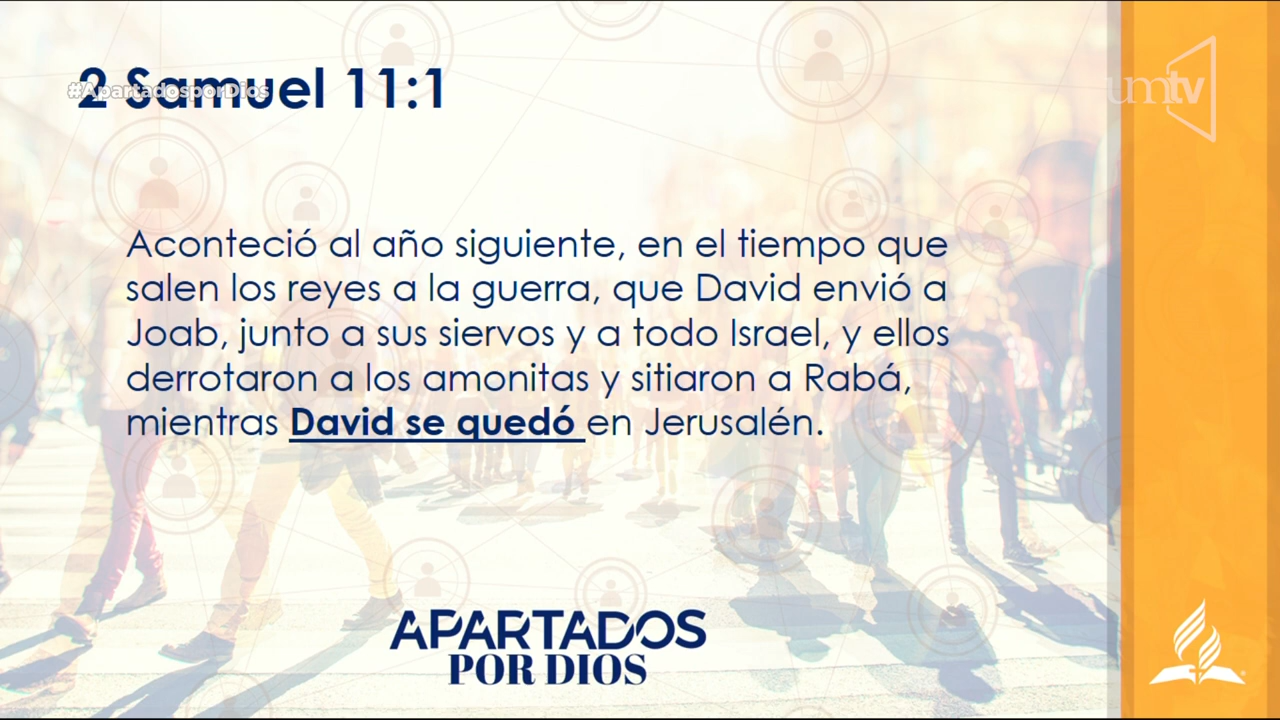 2 Samuel 11:1
#ApartadosporDios
umtv
Aconteció al año siguiente, en el tiempo que
salen los reyes a la guerra, que David envió a
Joab, junto a sus siervos y a todo Israel, y ellos
derrotaron a los amonitas y sitiaron a Rabá,
mientras David se quedó en Jerusalén.
APARTADOS
POR DIOS